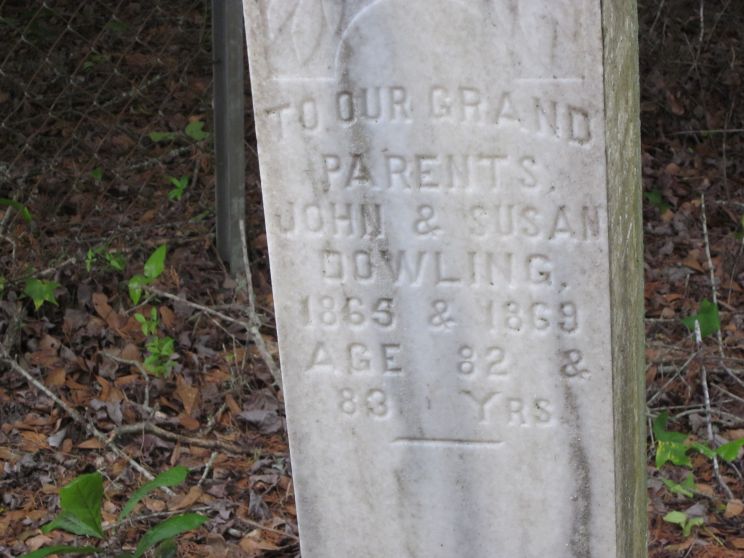 TO OUR GRAND
PARENTS
JOHN & SUSAN
DOWLING,
1865 & 1869
AGE 82 &
83 YRS